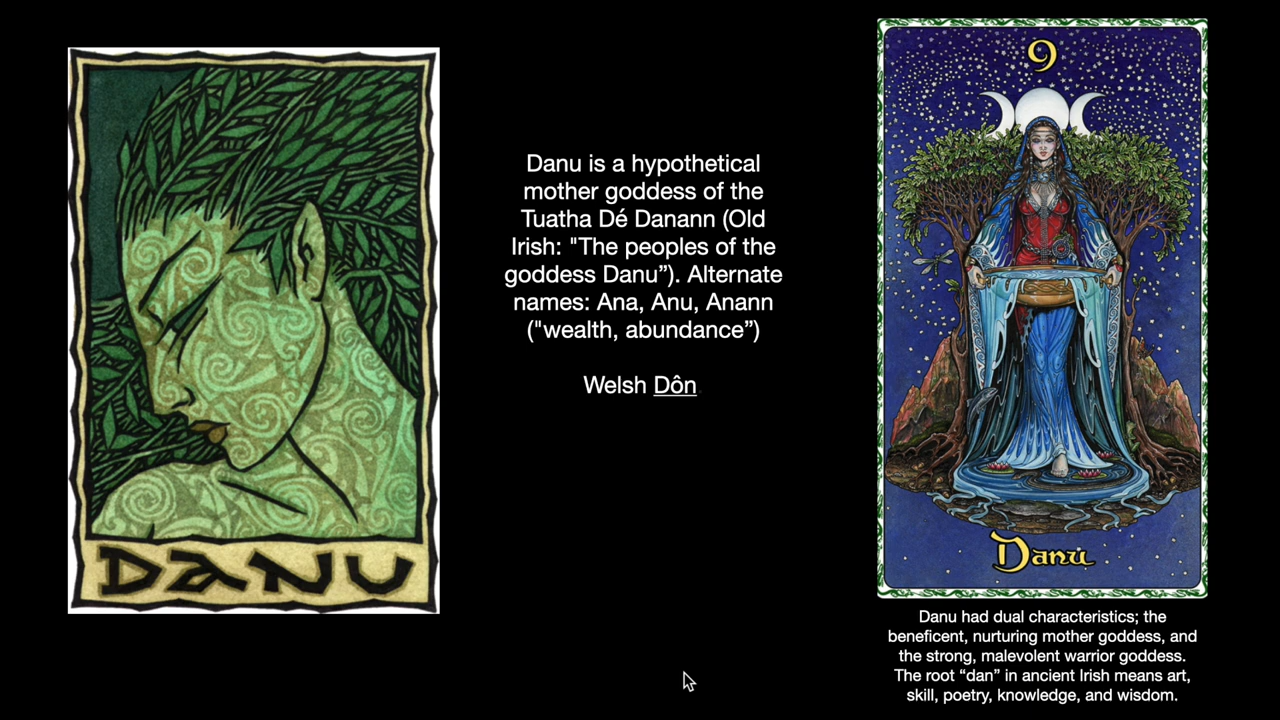 DANU
Danu is a hypothetical
mother goddess of the
Tuatha Dé Danann (Old
Irish: "The peoples of the
goddess Danu”). Alternate
names: Ana, Anu, Anann
("wealth, abundance”)
Welsh Dôn
9
Danu
Danu had dual characteristics; the
beneficent, nurturing mother goddess, and
the strong, malevolent warrior goddess.
The root “dan” in ancient Irish means art,
skill, poetry, knowledge, and wisdom.